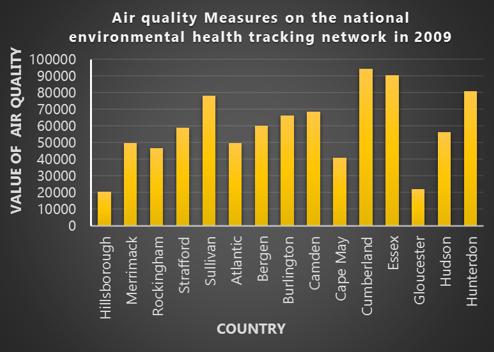 Air quality Measures on the national
environmental health tracking network in 2009
VALUE OF  AIR QUALITY
100000
90000
80000
70000
60000
50000
40000
30000
20000
10000
0
Hillsborough
Merrimack
Rockingham
Strafford
Sullivan
Atlantic
Bergen
Burlington
Camden
Cape May
Cumberland
Essex
Gloucester
Hudson
Hunterdon
COUNTRY